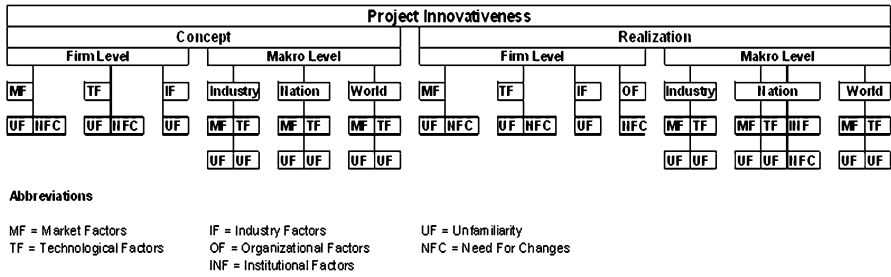 Project Innovativeness
Concept Realization
Firm Level Makro Level Firm Level Makro Level
MF TF IF Industry Nation World MF TF IF OF Industry Nation World
UF NFC UF NFC UF MF TF MF TF MF TF UF NFC UF NFC UF NFC MF TF MF TF INF MF TF
UF UF UF UF UF UF UF UF UF UF NFC UF UF
Abbreviations
MF = Market Factors IF = Industry Factors UF = Unfamiliarity
TF = Technological Factors OF = Organizational Factors NFC = Need For Changes
INF = Institutional Factors